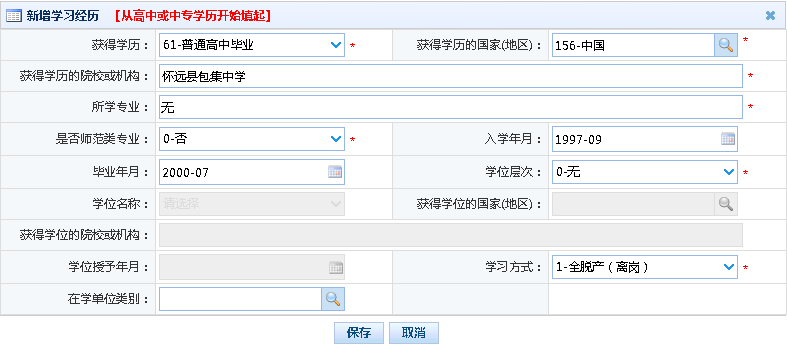 新增学习经历 【从高中或中专学历开始填起】
获得学历： 61-普通高中毕业 * 获得学历的国家(地区)： 156-中国 *
获得学历的院校或机构： 怀远县包集中学 *
所学专业： 无 *
是否师范类专业： 0-否 * 入学年月： 1997-09
毕业年月： 2000-07 学位层次： 0-无 *
学位名称： 请选择 获得学位的国家(地区)：
获得学位的院校或机构：
学位授予年月： 学习方式： 1-全脱产（离岗） *
在学单位类别：
保存 取消